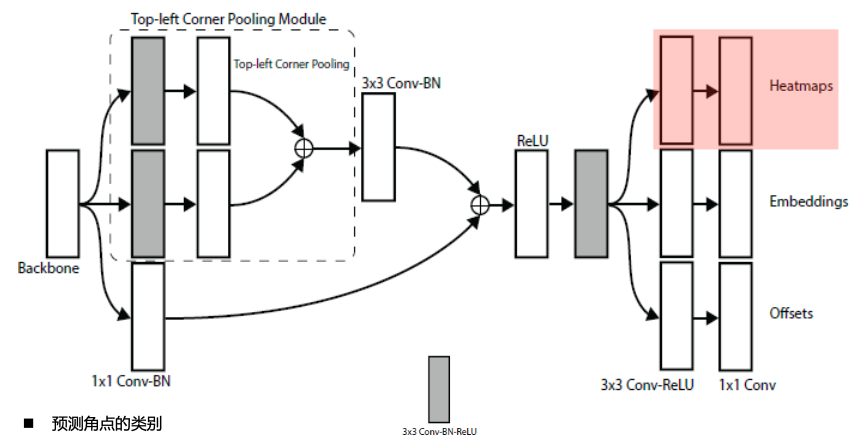 Top-left Corner Pooling Module
Top-left Corner Pooling
3x3 Conv-BN
Heatmaps
ReLU
Embeddings
Backbone
Offsets
1x1 Conv-BN
3x3 Conv-ReLU
1x1 Conv
■ 预测角点的类别
3x3 Conv-BN-ReLU